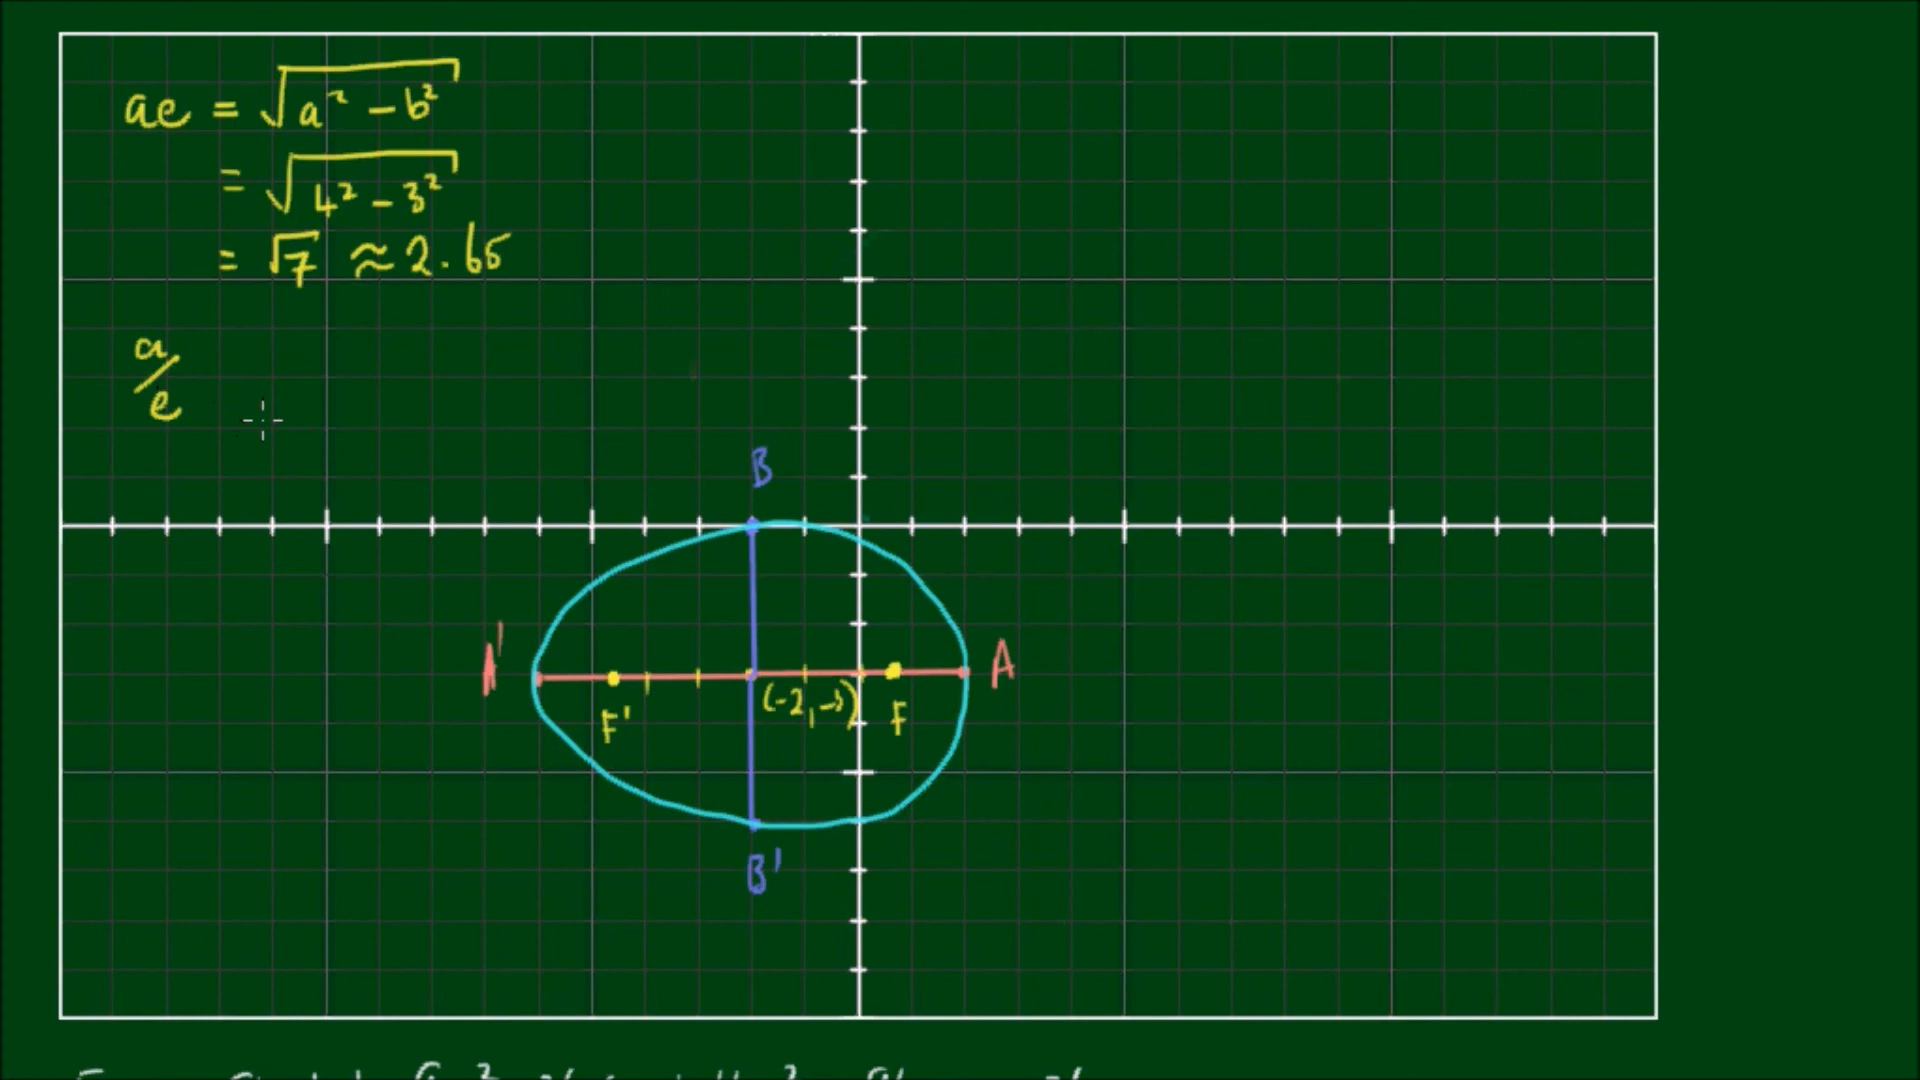 ae = √a² - b²
= √4² - 3²
= √7 ≈ 2.65
a/e
B
A'
A
(-2, -3)
F'
F
B'